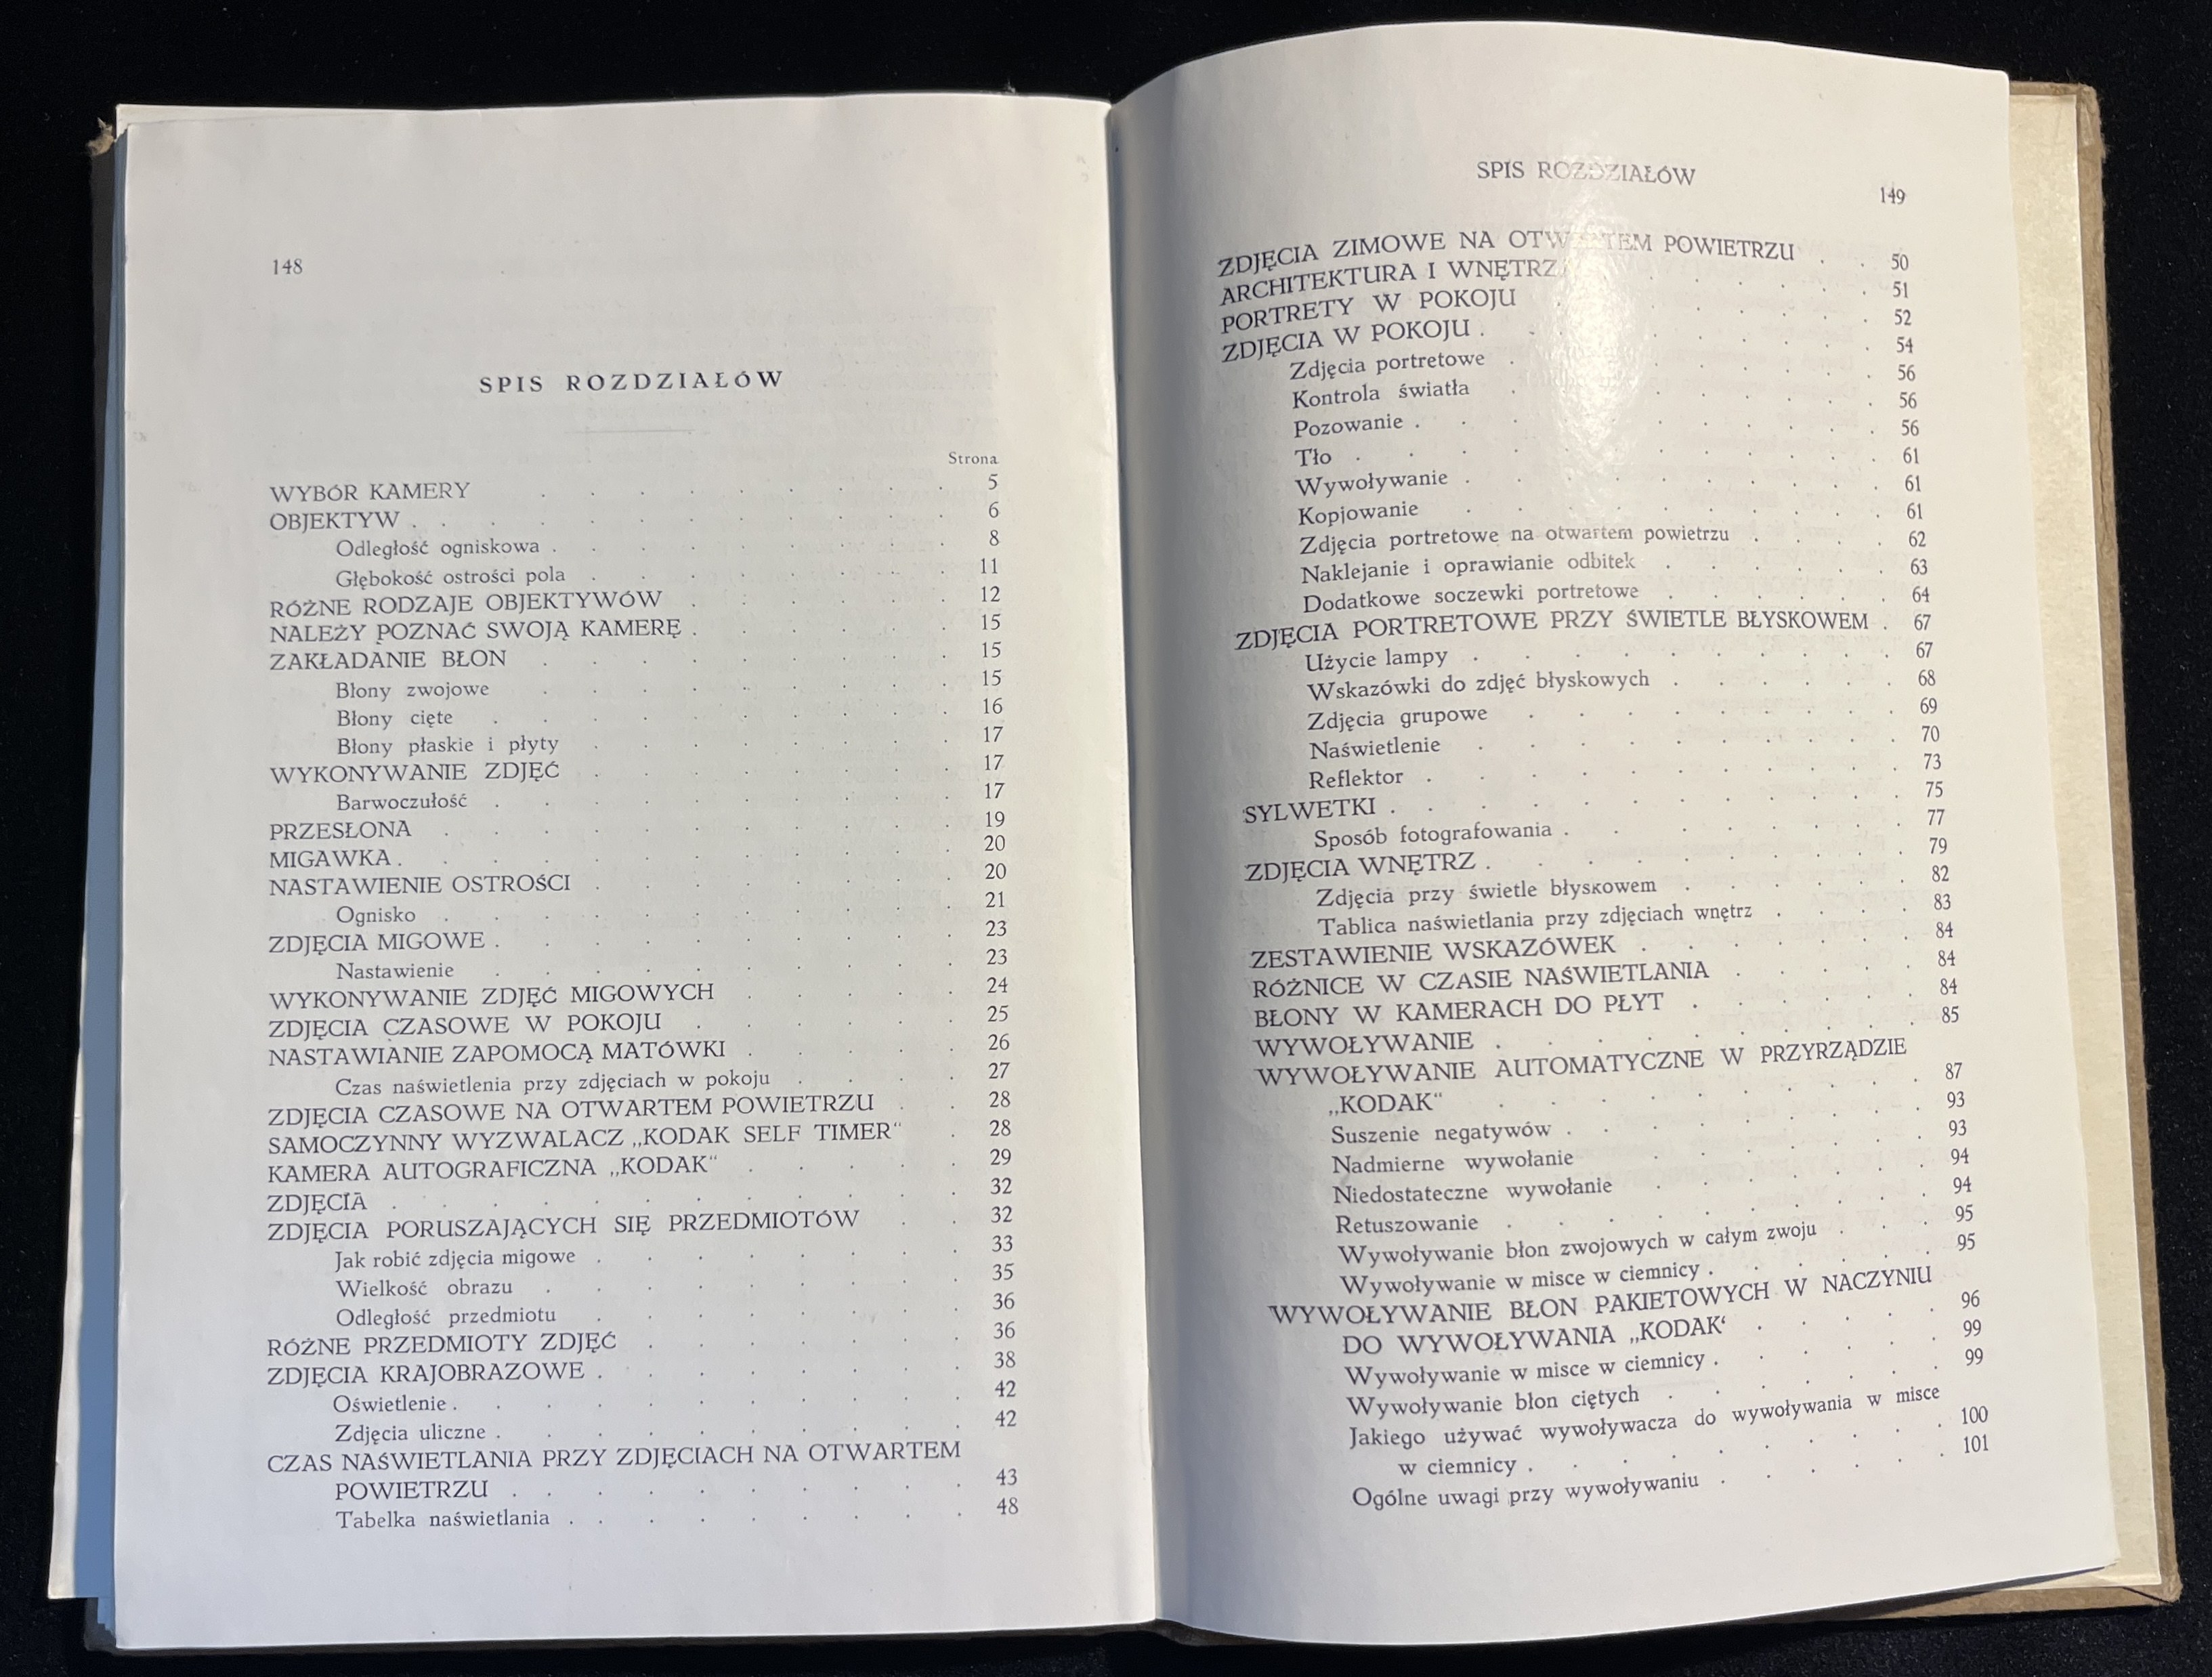 148
SPIS ROZDZIAŁÓW
Strona
WYBÓR KAMERY . . . . . . . . . 5
OBJEKTYW . . . . . . . . . . 6
Odległość ogniskowa . . . . . . . . 8
Głębokość ostrości pola . . . . . . . 11
RÓŻNE RODZAJE OBJEKTYWÓW . . . . . . 12
NALEŻY POZNAĆ SWOJĄ KAMERĘ . . . . . . 15
ZAKŁADANIE BŁON . . . . . . . . 15
Błony zwojowe . . . . . . . . 15
Błony cięte . . . . . . . . . 16
Błony płaskie i płyty . . . . . . . 17
WYKONYWANIE ZDJĘĆ . . . . . . . 17
Barwoczułość . . . . . . . . . 17
PRZESŁONA . . . . . . . . . . 19
MIGAWKA . . . . . . . . . . 20
NASTAWIENIE OSTROŚCI . . . . . . . 20
Ognisko . . . . . . . . . . 21
ZDJĘCIA MIGOWE . . . . . . . . . 23
Nastawienie . . . . . . . . . 23
WYKONYWANIE ZDJĘĆ MIGOWYCH . . . . . 24
ZDJĘCIA CZASOWE W POKOJU . . . . . . 25
NASTAWIANIE ZAPOMOCĄ MATÓWKI . . . . . 26
Czas naświetlenia przy zdjęciach w pokoju . . . . 27
ZDJĘCIA CZASOWE NA OTWARTEM POWIETRZU . . 28
SAMOCZYNNY WYZWALACZ „KODAK SELF TIMER“ . 28
KAMERA AUTOGRAFICZNA „KODAK“ . . . . . 29
ZDJĘCIA . . . . . . . . . . . 32
ZDJĘCIA PORUSZAJĄCYCH SIĘ PRZEDMIOTÓW . . 32
Jak robić zdjęcia migowe . . . . . . . 33
Wielkość obrazu . . . . . . . . 35
Odległość przedmiotu . . . . . . . 36
RÓŻNE PRZEDMIOTY ZDJĘĆ . . . . . . . 36
ZDJĘCIA KRAJOBRAZOWE . . . . . . . . 38
Oświetlenie . . . . . . . . . . 42
Zdjęcia uliczne . . . . . . . . . 42
CZAS NAŚWIETLANIA PRZY ZDJĘCIACH NA OTWARTEM
POWIETRZU . . . . . . . . . . 43
Tabelka naświetlania . . . . . . . . 48
SPIS ROZDZIAŁÓW
149
ZDJĘCIA ZIMOWE NA OTWARTEM POWIETRZU . . 50
ARCHITEKTURA I WNĘTRZA . . . . . . 51
PORTRETY W POKOJU . . . . . . . 52
ZDJĘCIA W POKOJU . . . . . . . . 54
Zdjęcia portretowe . . . . . . . . 56
Kontrola światła . . . . . . . . 56
Pozowanie . . . . . . . . . . 56
Tło . . . . . . . . . . . 61
Wywoływanie . . . . . . . . . 61
Kopjowanie . . . . . . . . . 61
Zdjęcia portretowe na otwartem powietrzu . . . . 62
Naklejanie i oprawianie odbitek . . . . . . 63
Dodatkowe soczewki portretowe . . . . . . 64
ZDJĘCIA PORTRETOWE PRZY ŚWIETLE BŁYSKOWEM . 67
Użycie lampy . . . . . . . . . 67
Wskazówki do zdjęć błyskowych . . . . . 68
Zdjęcia grupowe . . . . . . . . 69
Naświetlenie . . . . . . . . . 70
Reflektor . . . . . . . . . . 73
SYLWETKI . . . . . . . . . . . 75
Sposób fotografowania . . . . . . . 77
ZDJĘCIA WNĘTRZ . . . . . . . . . 79
Zdjęcia przy świetle błyskowem . . . . . 82
Tablica naświetlania przy zdjęciach wnętrz . . . . 83
ZESTAWIENIE WSKAZÓWEK . . . . . . 84
RÓŻNICE W CZASIE NAŚWIETLANIA . . . . . 84
BŁONY W KAMERACH DO PŁYT . . . . . . 84
WYWOŁYWANIE . . . . . . . . . 85
WYWOŁYWANIE AUTOMATYCZNE W PRZYRZĄDZIE
„KODAK“ . . . . . . . . . 87
Suszenie negatywów . . . . . . . . 93
Nadmierne wywołanie . . . . . . . 93
Niedostateczne wywołanie . . . . . . 94
Retuszowanie . . . . . . . . . 94
Wywoływanie błon zwojowych w całym zwoju . . . 95
Wywoływanie w misce w ciemnicy . . . . . 95
WYWOŁYWANIE BŁON PAKIETOWYCH W NACZYNIU
DO WYWOŁYWANIA „KODAK‘ . . . . . 96
Wywoływanie w misce w ciemnicy . . . . . 99
Wywoływanie błon ciętych . . . . . . 99
Jakiego używać wywoływacza do wywoływania w misce
w ciemnicy . . . . . . . . . 100
Ogólne uwagi przy wywoływaniu . . . . . . 101